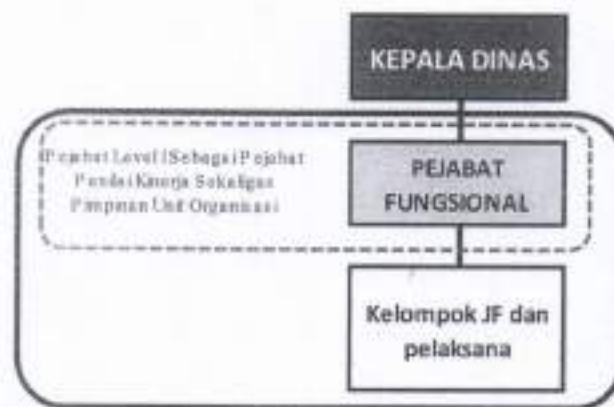 KEPALA DINAS
Pejabat Level I Sebagai Pejabat
Penilai Kinerja Sekaligus
Pimpinan Unit Organisasi
PEJABAT
FUNGSIONAL
Kelompok JF dan
pelaksana